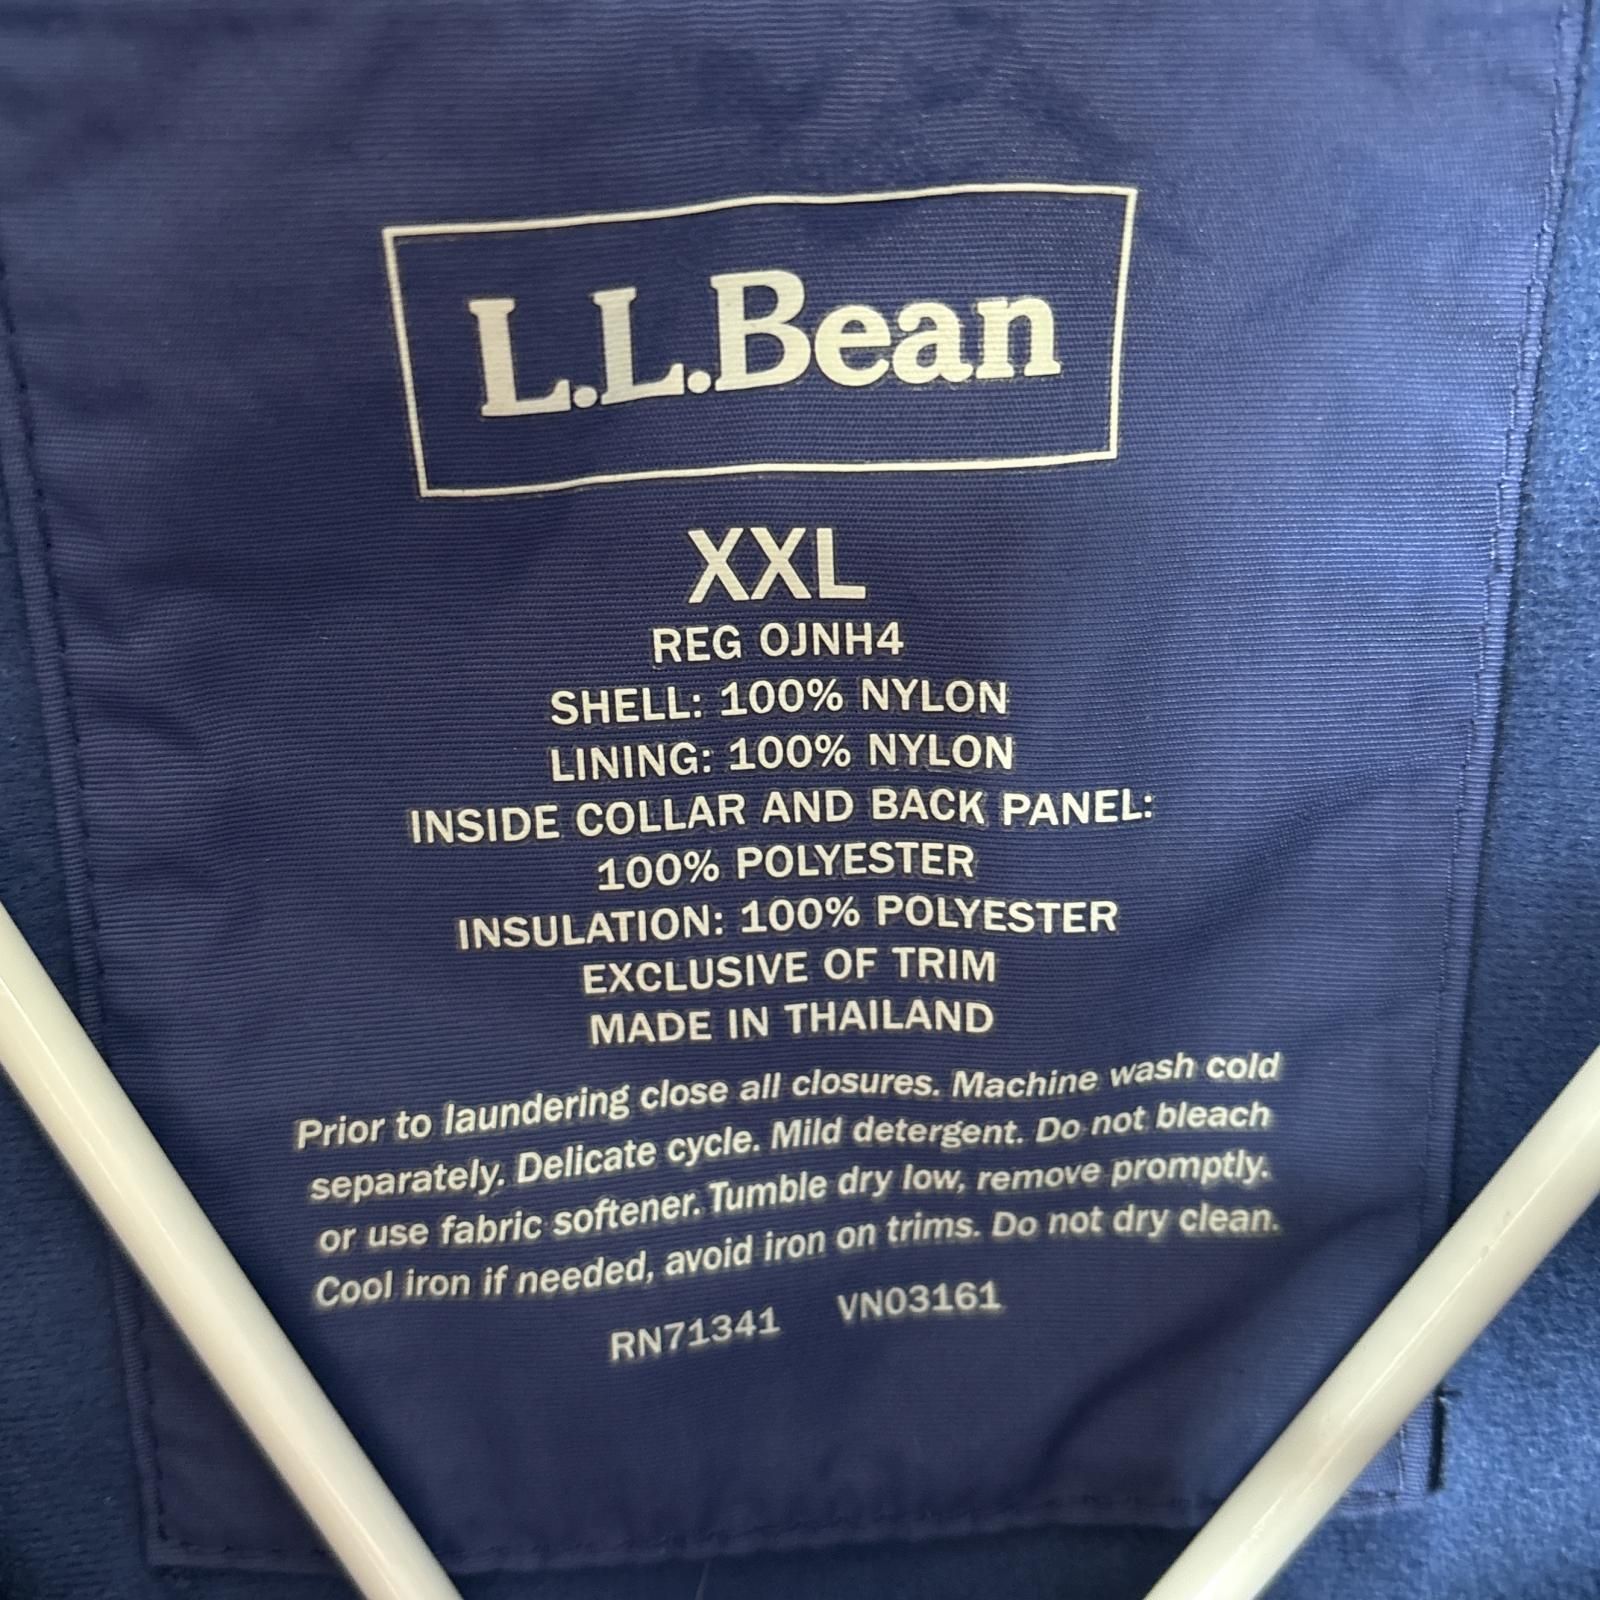 L.L.Bean
XXL
REG OJNH4
SHELL: 100% NYLON
LINING: 100% NYLON
INSIDE COLLAR AND BACK PANEL:
100% POLYESTER
INSULATION: 100% POLYESTER
EXCLUSIVE OF TRIM
MADE IN THAILAND
Prior to laundering close all closures. Machine wash cold
separately. Delicate cycle. Mild detergent. Do not bleach
or use fabric softener. Tumble dry low, remove promptly.
Cool iron if needed, avoid iron on trims. Do not dry clean.
RN71341 VN03161